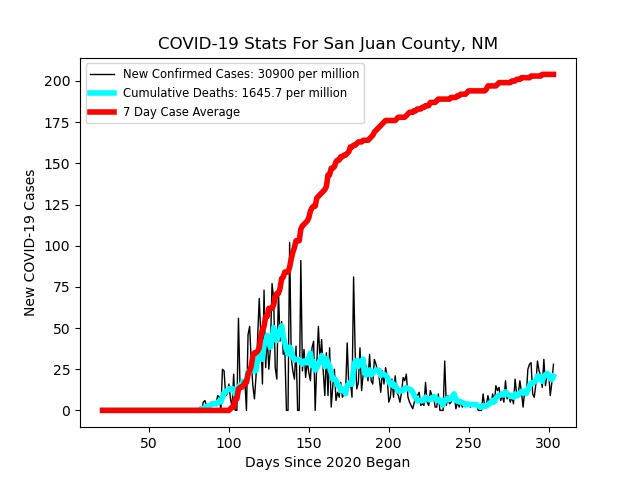 COVID-19 Stats For San Juan County, NM
New Confirmed Cases: 30900 per million
Cumulative Deaths: 1645.7 per million
7 Day Case Average
New COVID-19 Cases
200
175
150
125
100
75
50
25
0
50 100 150 200 250 300
Days Since 2020 Began